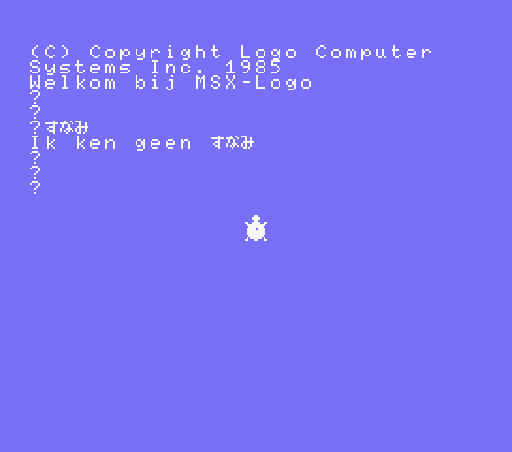 (C) Copyright Logo Computer
Systems Inc. 1985
Welkom bij MSX-Logo
?
?
?すなみ
Ik ken geen すなみ
?
?
?